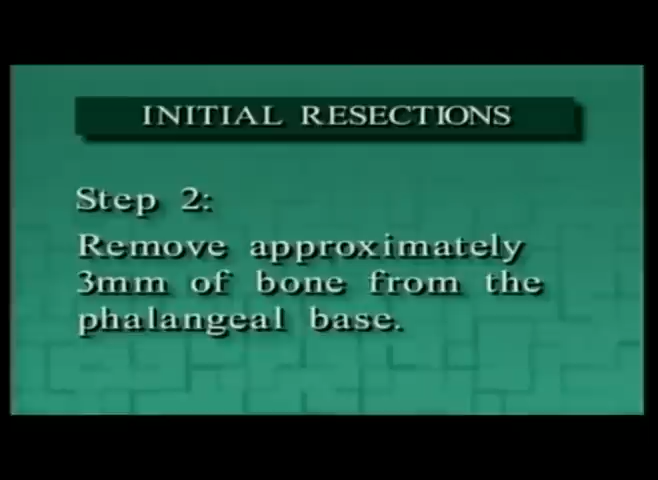 INITIAL RESECTIONS
Step 2:
Remove approximately
3mm of bone from the
phalangeal base.